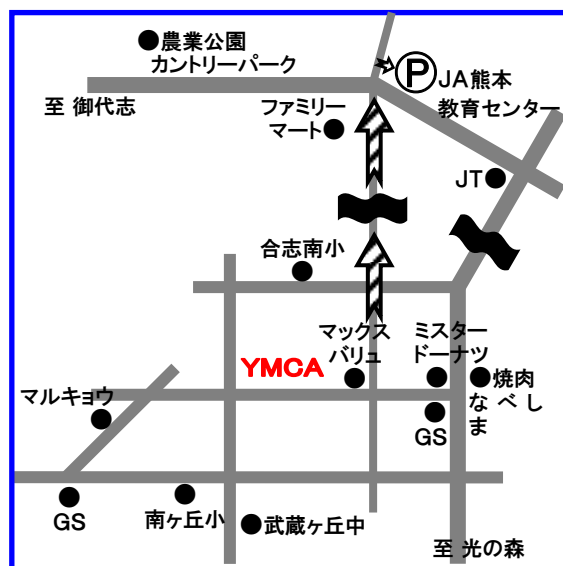 農業公園
カントリーパーク
P
JA熊本
教育センター
至 御代志
ファミリー
マート
JT
合志南小
マックス
バリュ
ミスター
ドーナツ
YMCA
焼肉
なべしま
マルキョウ
GS
GS
南ヶ丘小
武蔵ヶ丘中
至 光の森